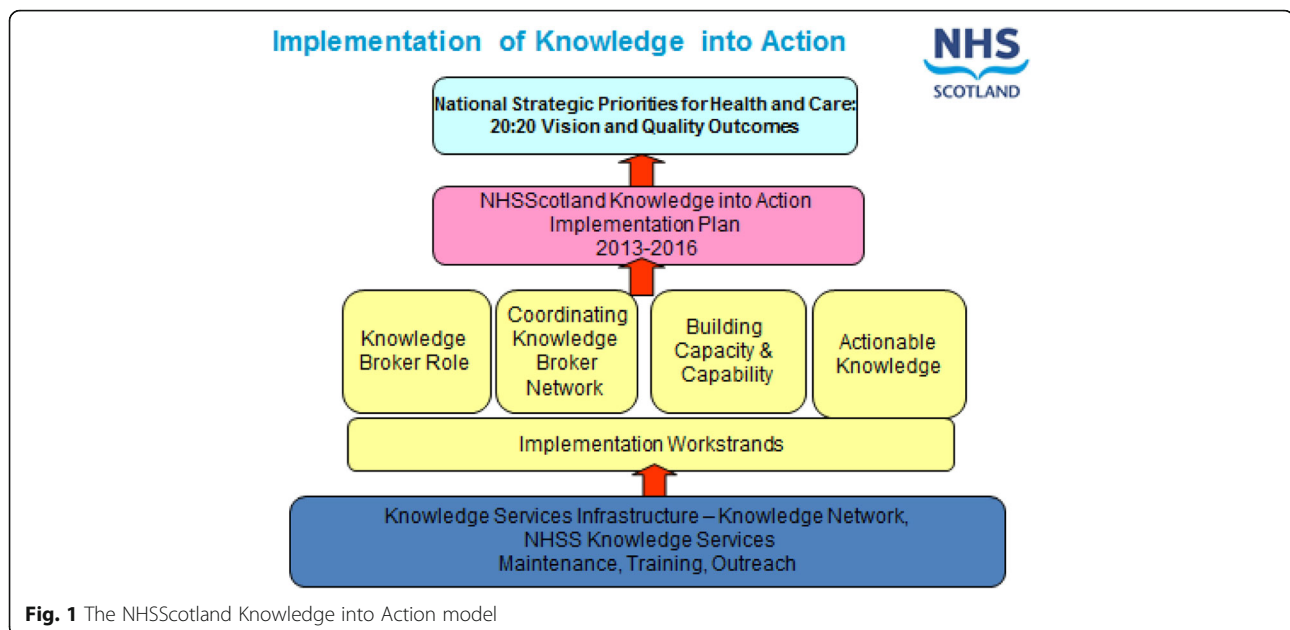 Implementation of Knowledge into Action
NHS
SCOTLAND
National Strategic Priorities for Health and Care:
20:20 Vision and Quality Outcomes
NHSScotland Knowledge into Action
Implementation Plan
2013-2016
Knowledge
Broker Role
Coordinating
Knowledge
Broker
Network
Building
Capacity &
Capability
Actionable
Knowledge
Implementation Workstrands
Knowledge Services Infrastructure – Knowledge Network,
NHSS Knowledge Services
Maintenance, Training, Outreach
Fig. 1 The NHSScotland Knowledge into Action model